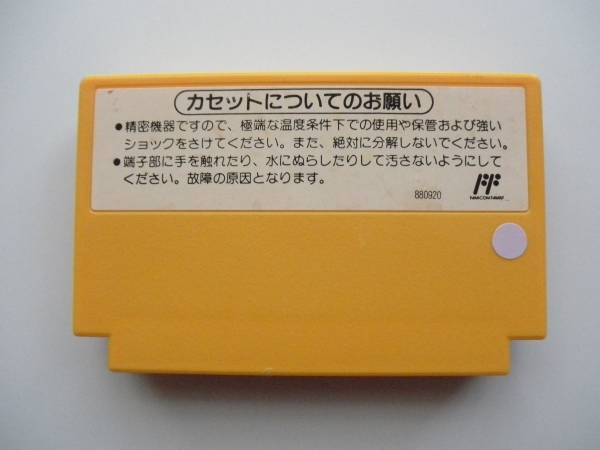 カセットについてのお願い
●精密機器ですので、極端な温度条件下での使用や保管および強い
ショックをさけてください。また、絶対に分解しないでください。
●端子部に手を触れたり、水にぬらしたりして汚さないようにして
ください。故障の原因となります。
880920
FAMICOM FAMILY